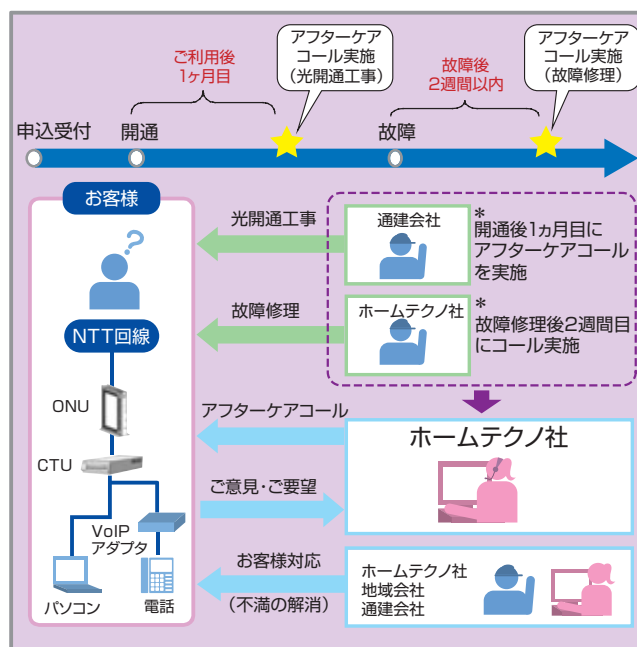 ご利用後
1ヶ月目
アフターケア
コール実施
(光開通工事)
故障後
2週間以内
アフターケア
コール実施
(故障修理)
申込受付
開通
故障
お客様
?
NTT回線
ONU
CTU
VoIP
アダプタ
パソコン
電話
光開通工事
通建会社
*
開通後1ヵ月目に
アフターケアコール
を実施
故障修理
ホームテクノ社
*
故障修理後2週間目
にコール実施
アフターケアコール
ホームテクノ社
ご意見・ご要望
お客様対応
(不満の解消)
ホームテクノ社
地域会社
通建会社